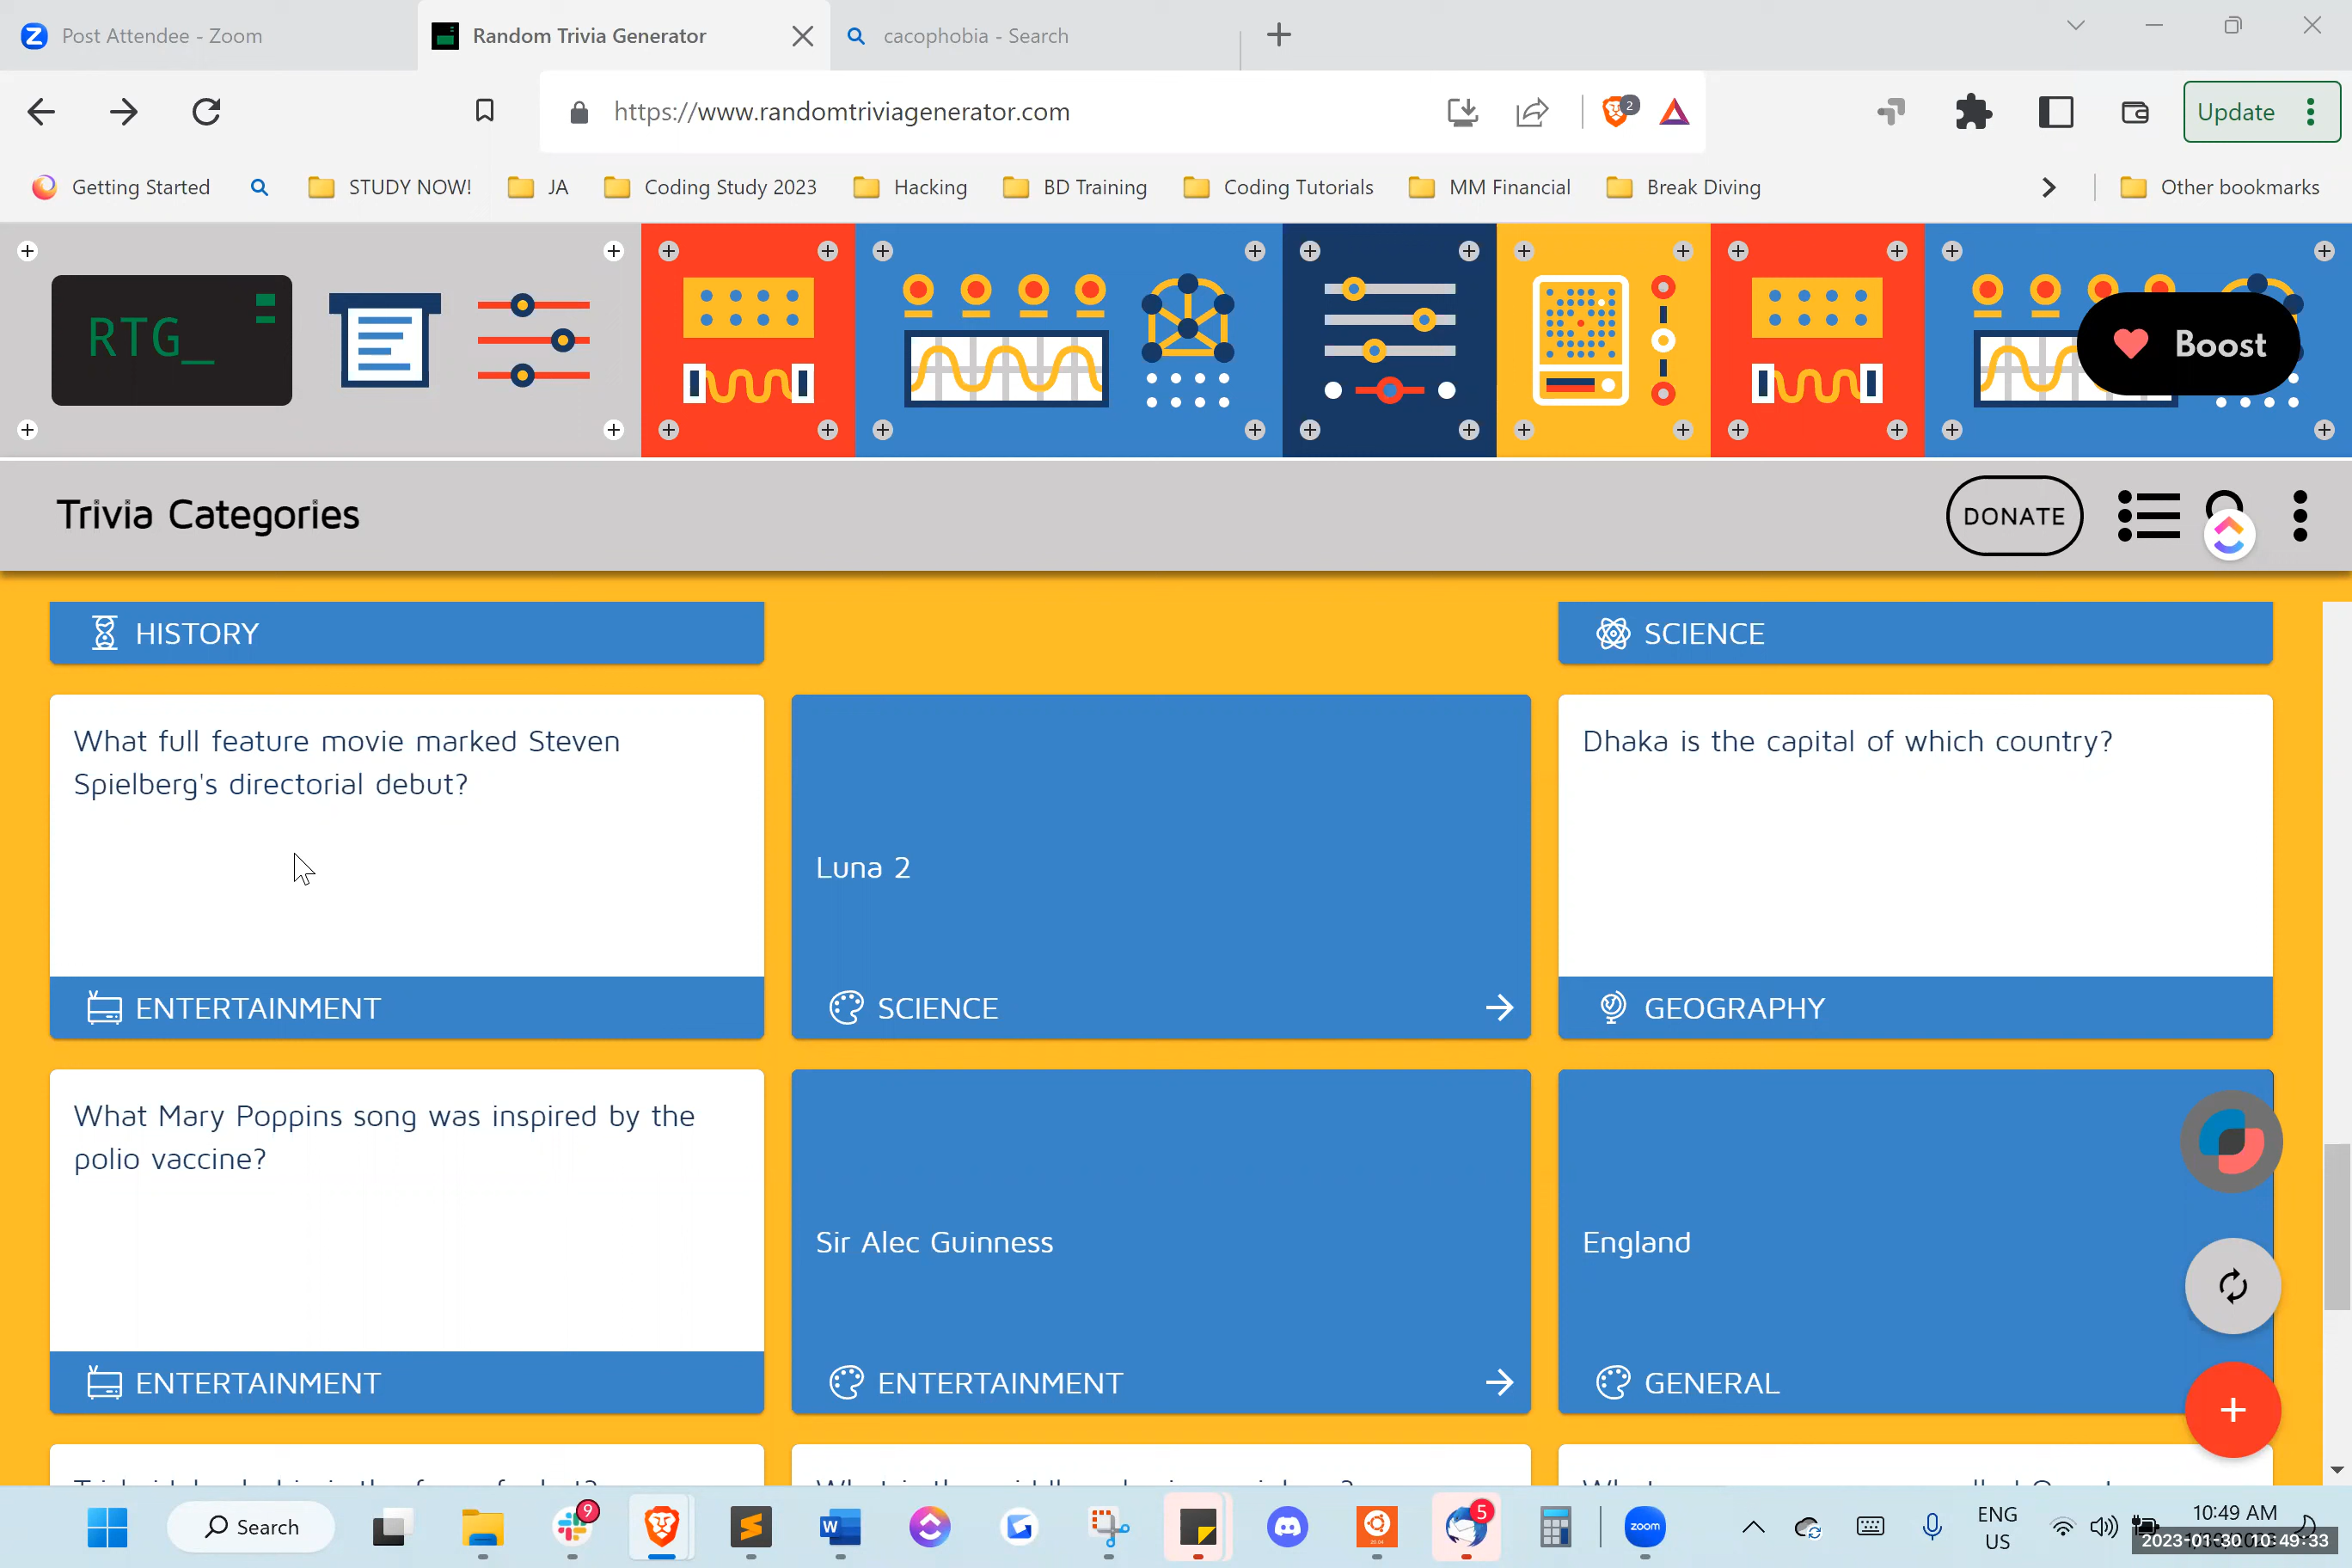 Post Attendee - Zoom
Random Trivia Generator
cacophobia - Search
https://www.randomtriviagenerator.com
2
Update
Getting Started
STUDY NOW!
JA
Coding Study 2023
Hacking
BD Training
Coding Tutorials
MM Financial
Break Diving
Other bookmarks
RTG_
Boost
Trivia Categories
DONATE
HISTORY
SCIENCE
What full feature movie marked Steven
Spielberg's directorial debut?
ENTERTAINMENT
Luna 2
SCIENCE
Dhaka is the capital of which country?
GEOGRAPHY
What Mary Poppins song was inspired by the
polio vaccine?
ENTERTAINMENT
Sir Alec Guinness
ENTERTAINMENT
England
GENERAL
Search
9
5
zoom
ENG
US
10:49 AM
2023-01-30 10:49:33